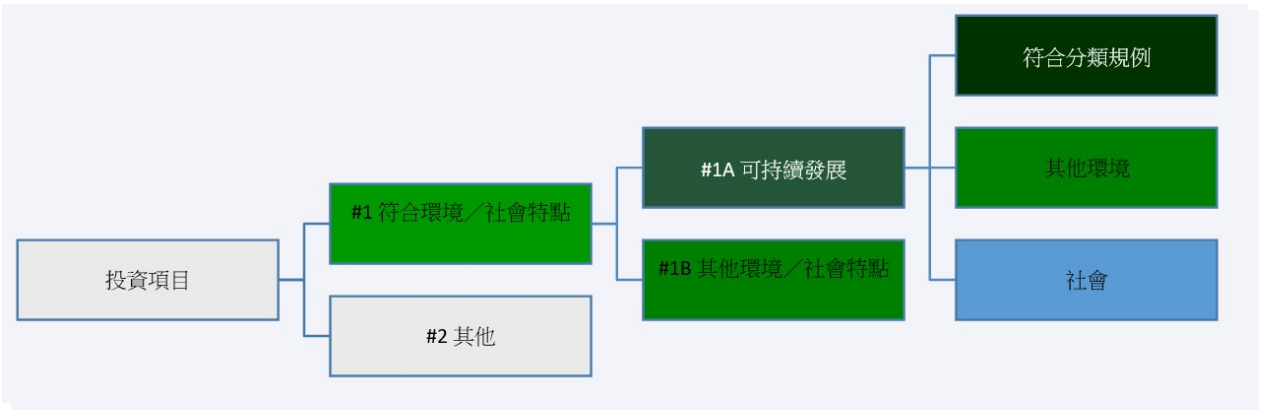 投資項目
#1 符合環境／社會特點
#2 其他
#1A 可持續發展
#1B 其他環境／社會特點
符合分類規例
其他環境
社會